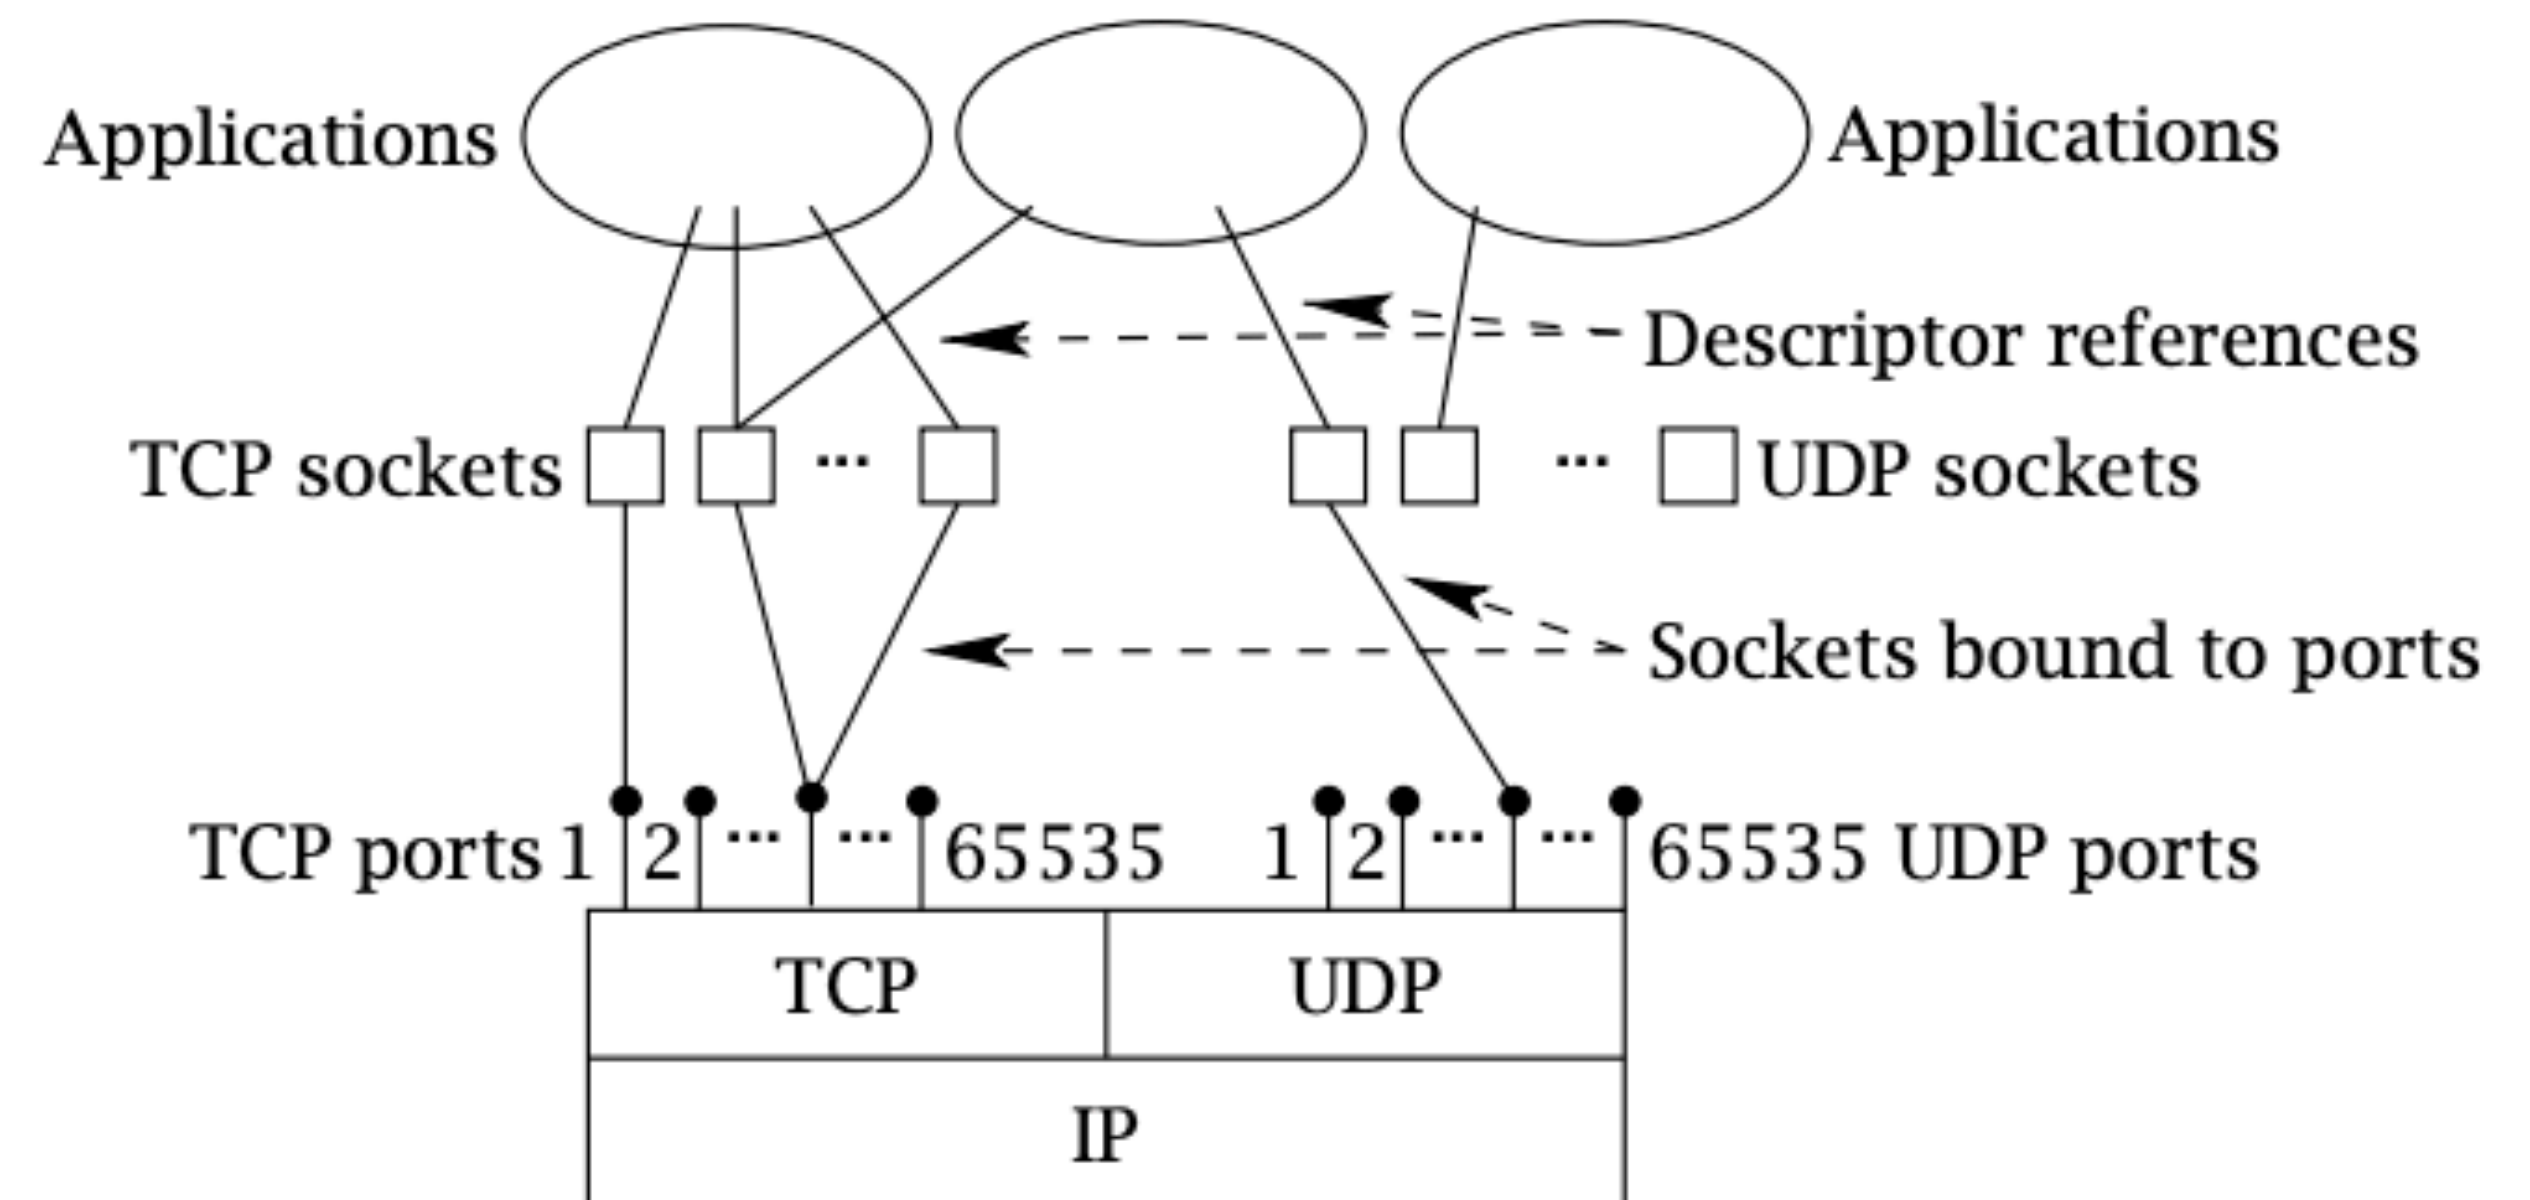 Applications
Applications
Descriptor references
TCP sockets ... ... UDP sockets
Sockets bound to ports
TCP ports 1 2 ... ... 65535 1 2 ... ... 65535 UDP ports
TCP UDP
IP